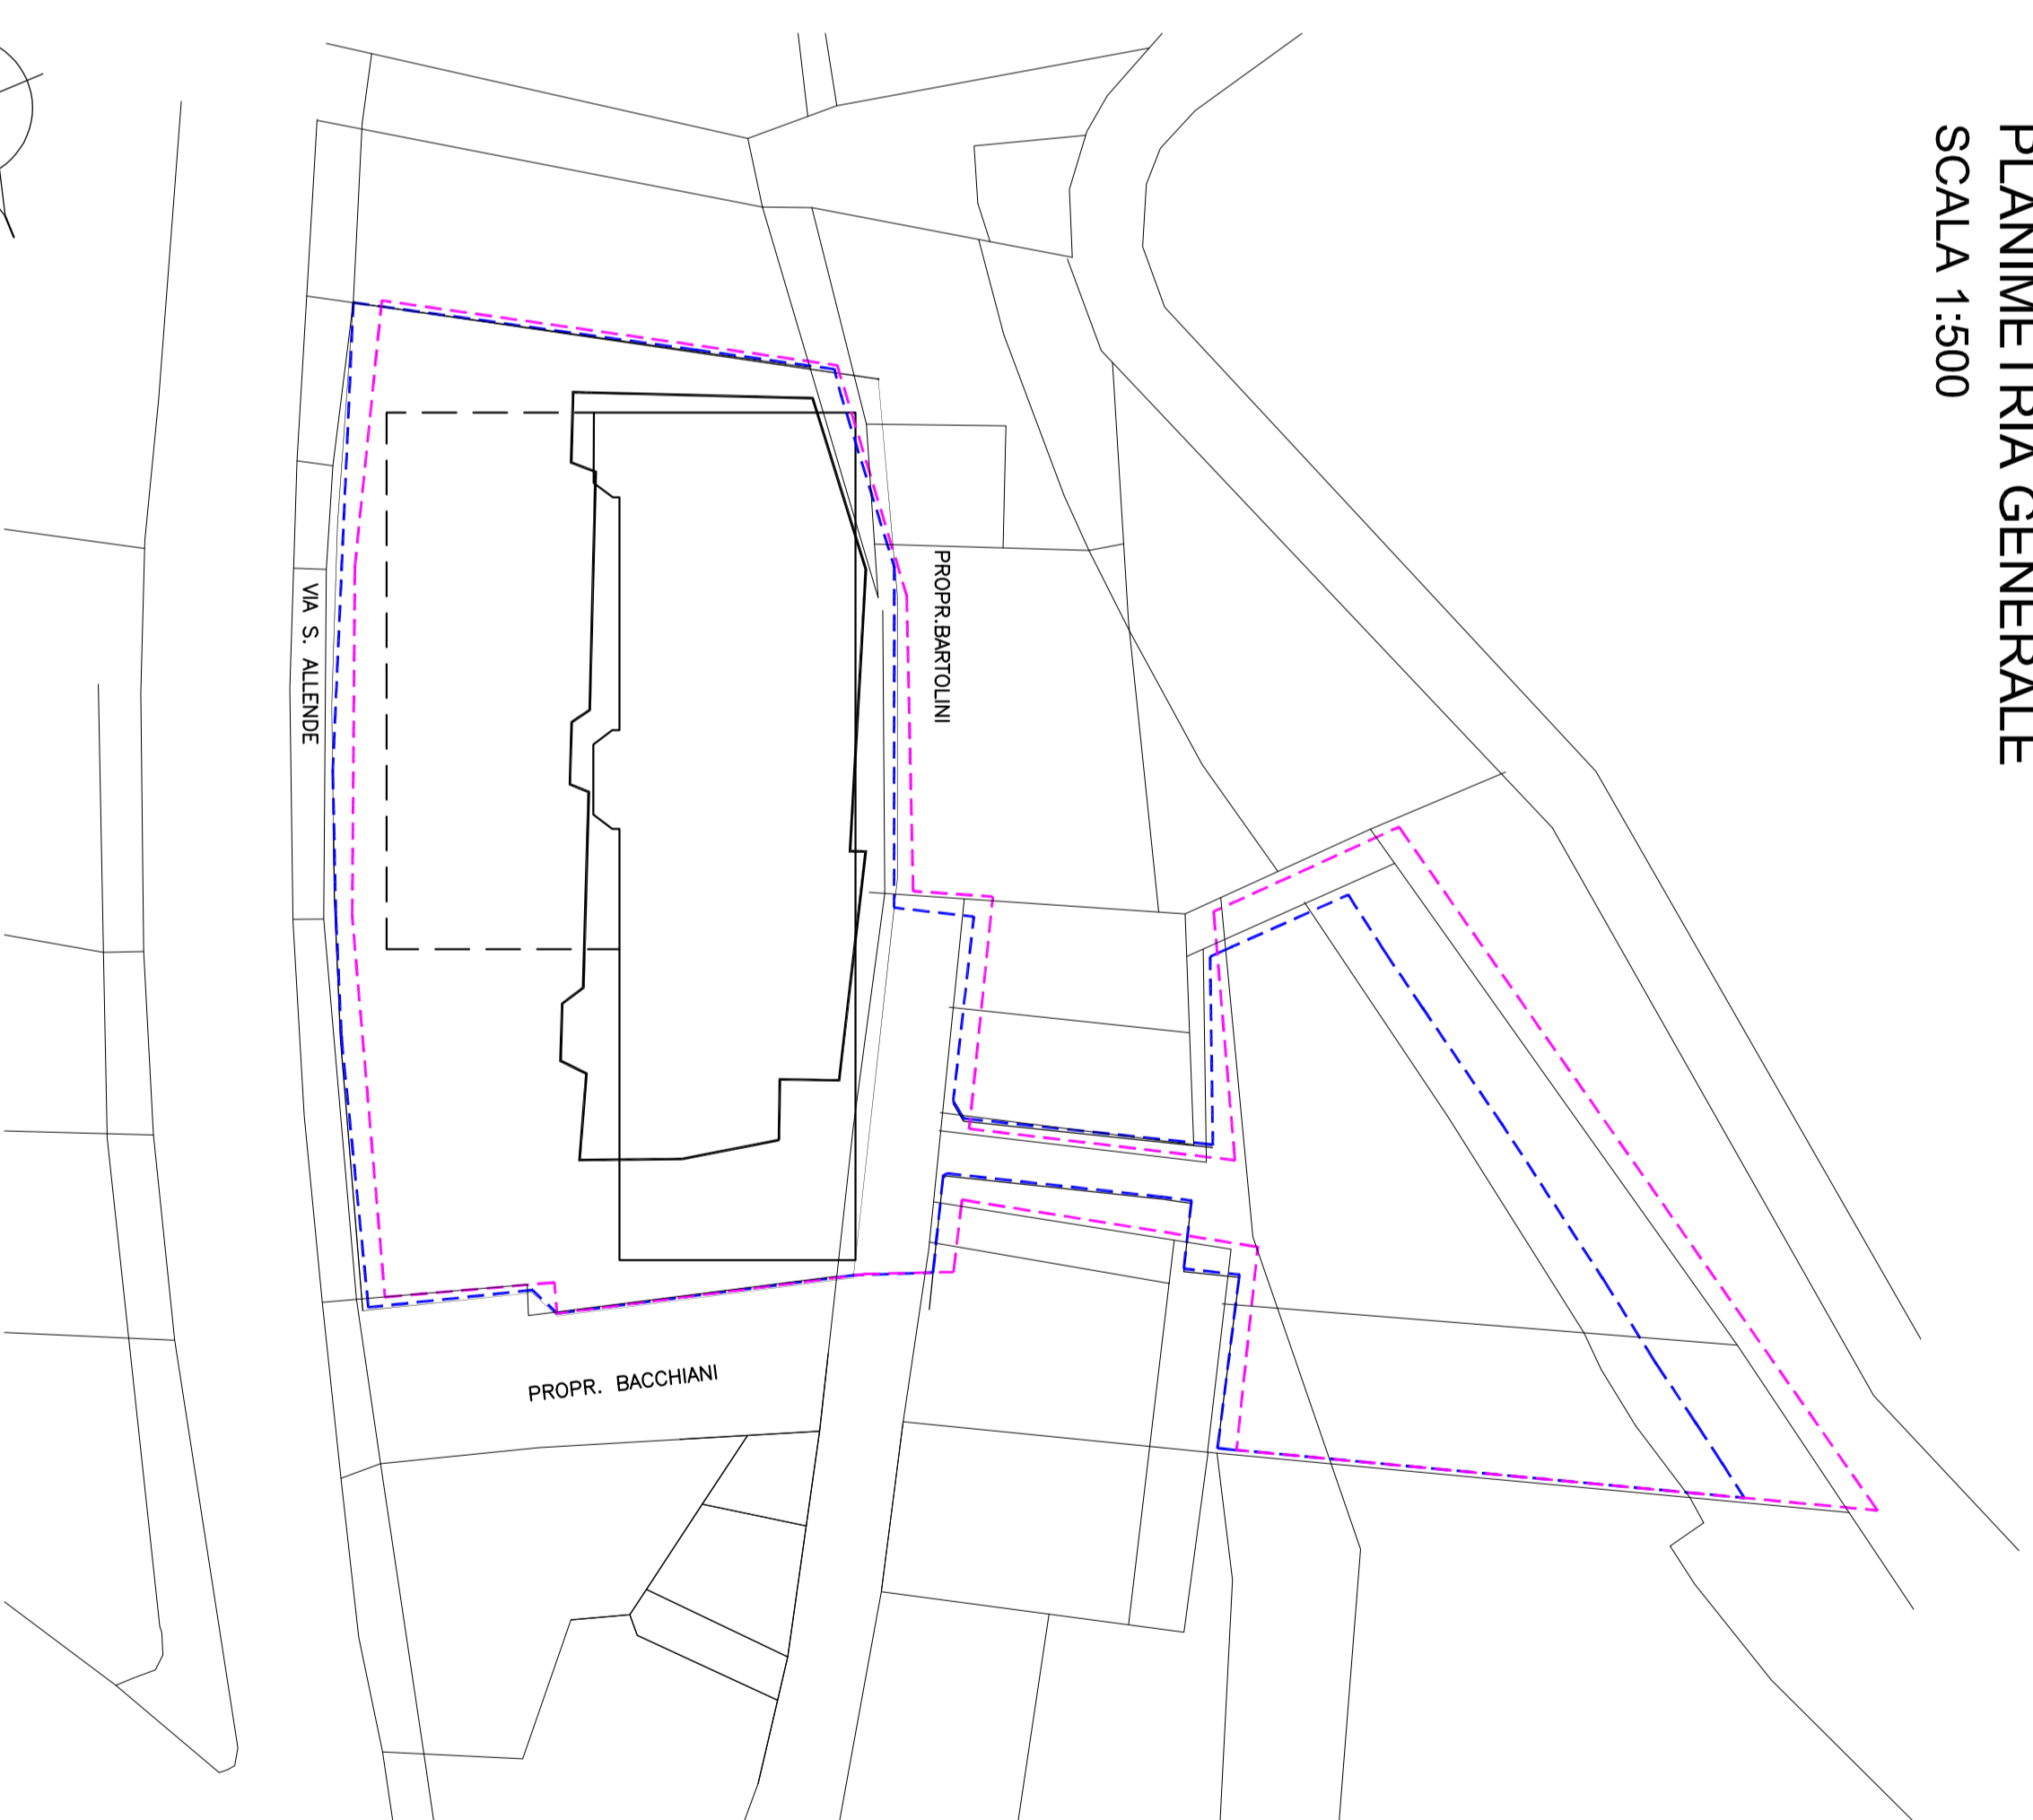 PLANIMETRIA GENERALE
SCALA 1:500
PROPR.BARTOLINI
VIA S. ALLENDE
PROPR. BACCHIANI